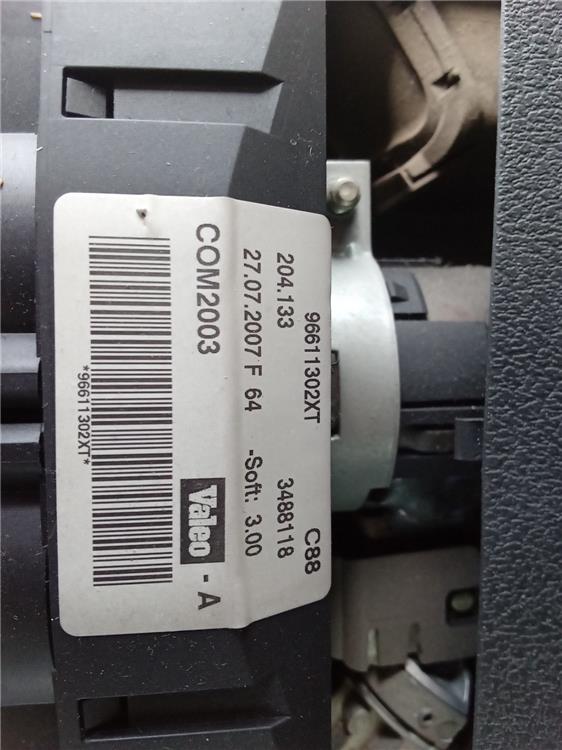 96611302XT C88
204.133 3488118
27.07.2007 F 64 -Soft: 3.00
COM2003 Valeo - A
*96611302XT*